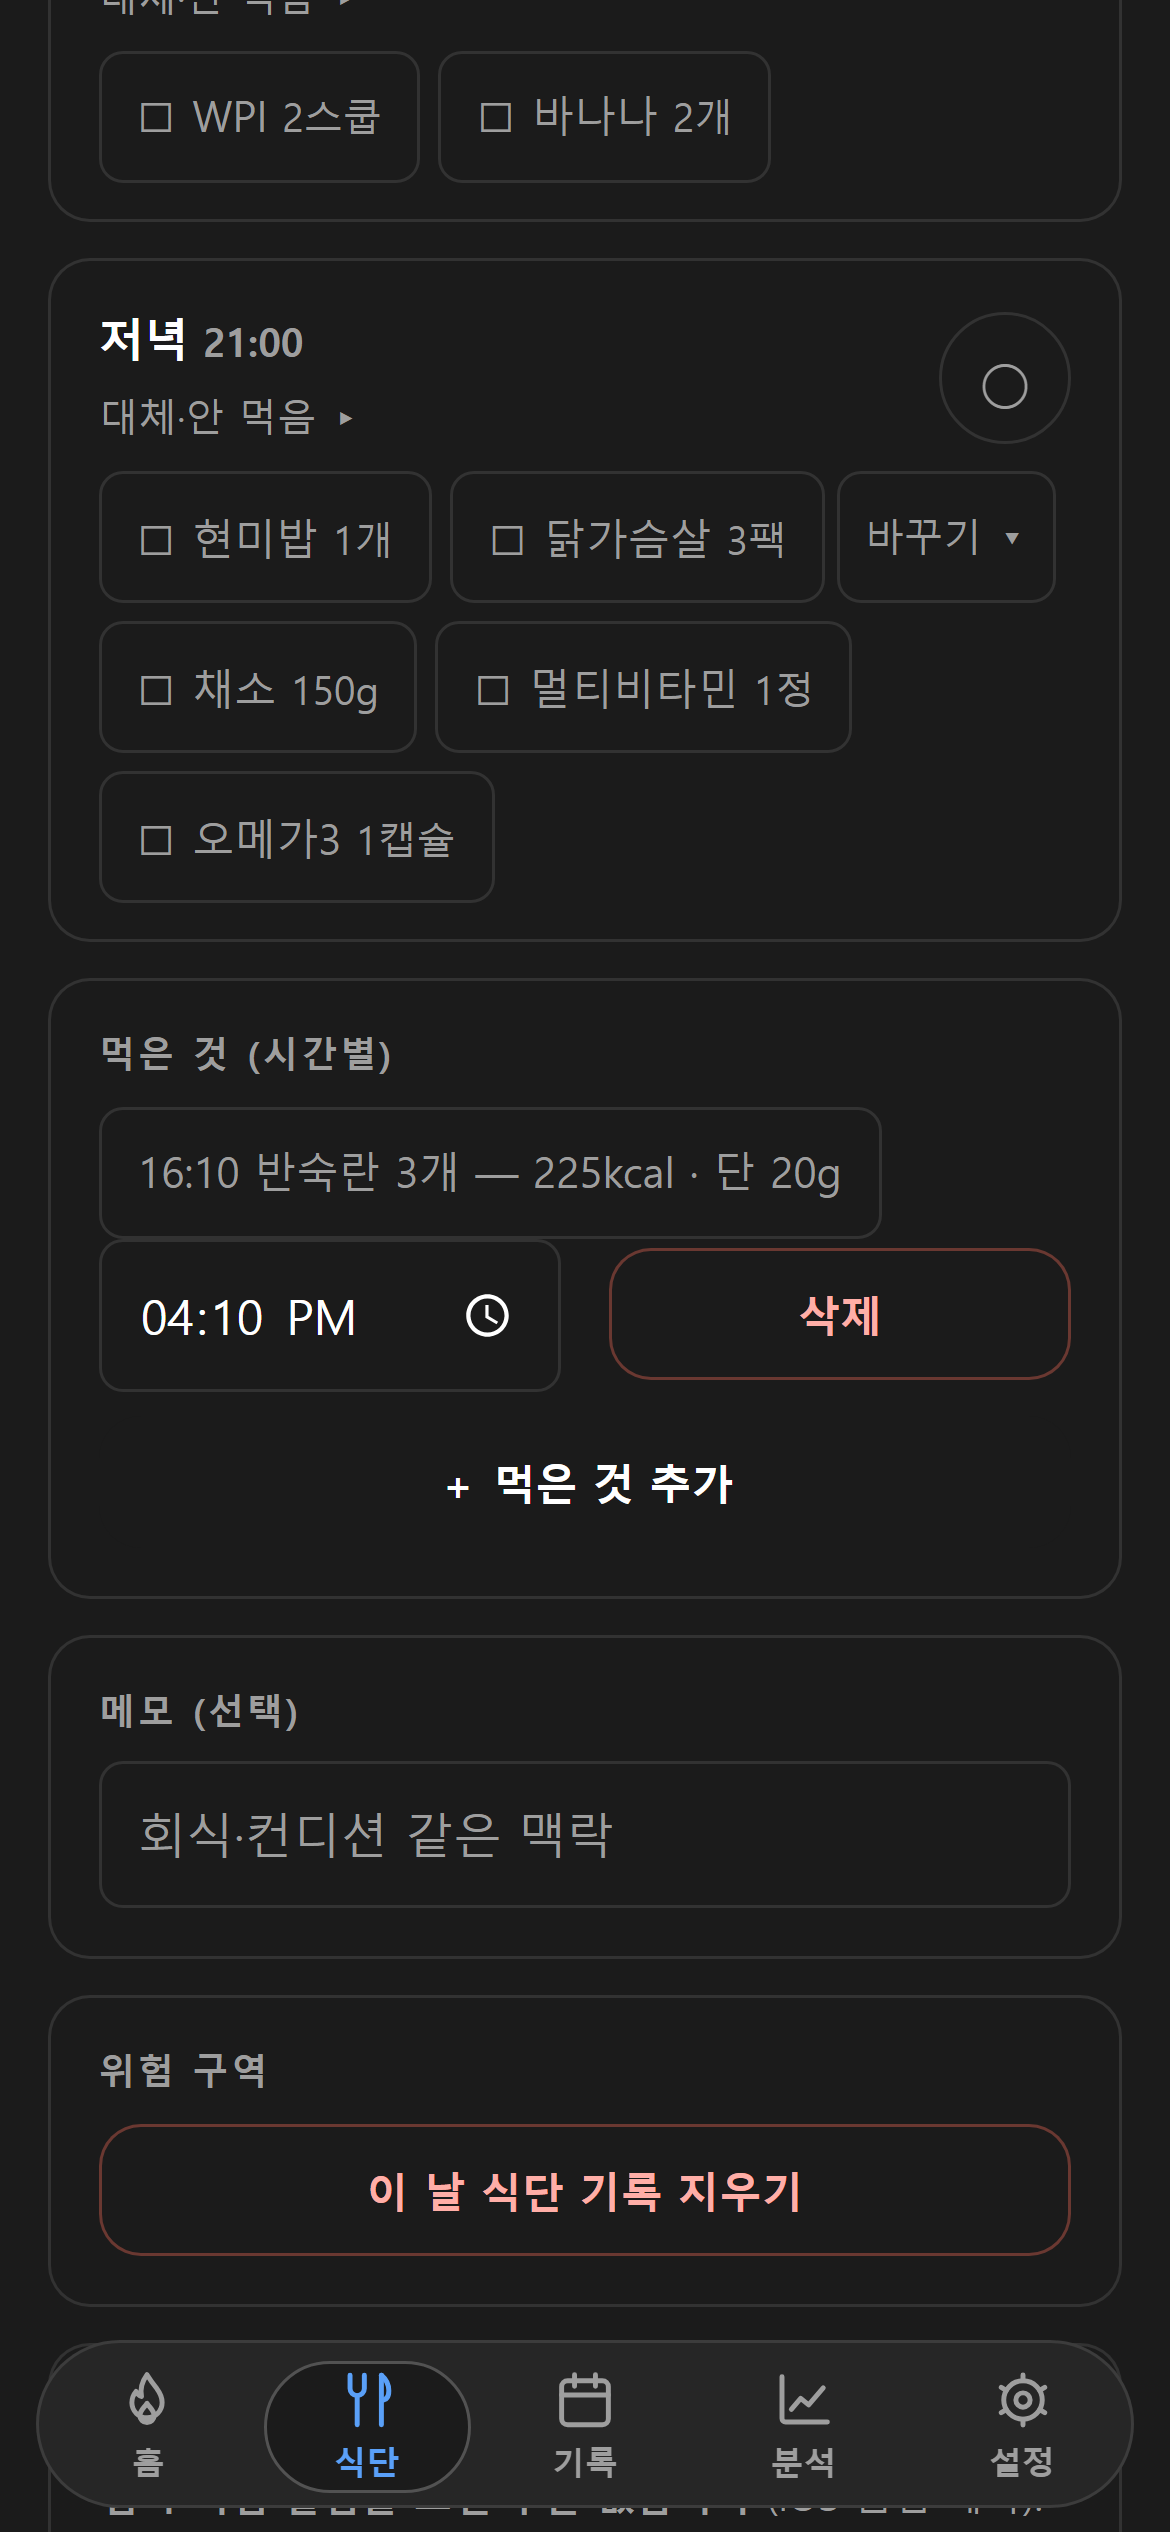 대체·안 먹음 ▸
☐ WPI 2스쿱 ☐ 바나나 2개
저녁 21:00
대체·안 먹음 ▸
☐ 현미밥 1개 ☐ 닭가슴살 3팩 바꾸기 ▾
☐ 채소 150g ☐ 멀티비타민 1정
☐ 오메가3 1캡슐
먹은 것 (시간별)
16:10 반숙란 3개 — 225kcal · 단 20g
04:10 PM 삭제
+ 먹은 것 추가
메모 (선택)
회식·컨디션 같은 맥락
위험 구역
이 날 식단 기록 지우기
홈 식단 기록 분석 설정